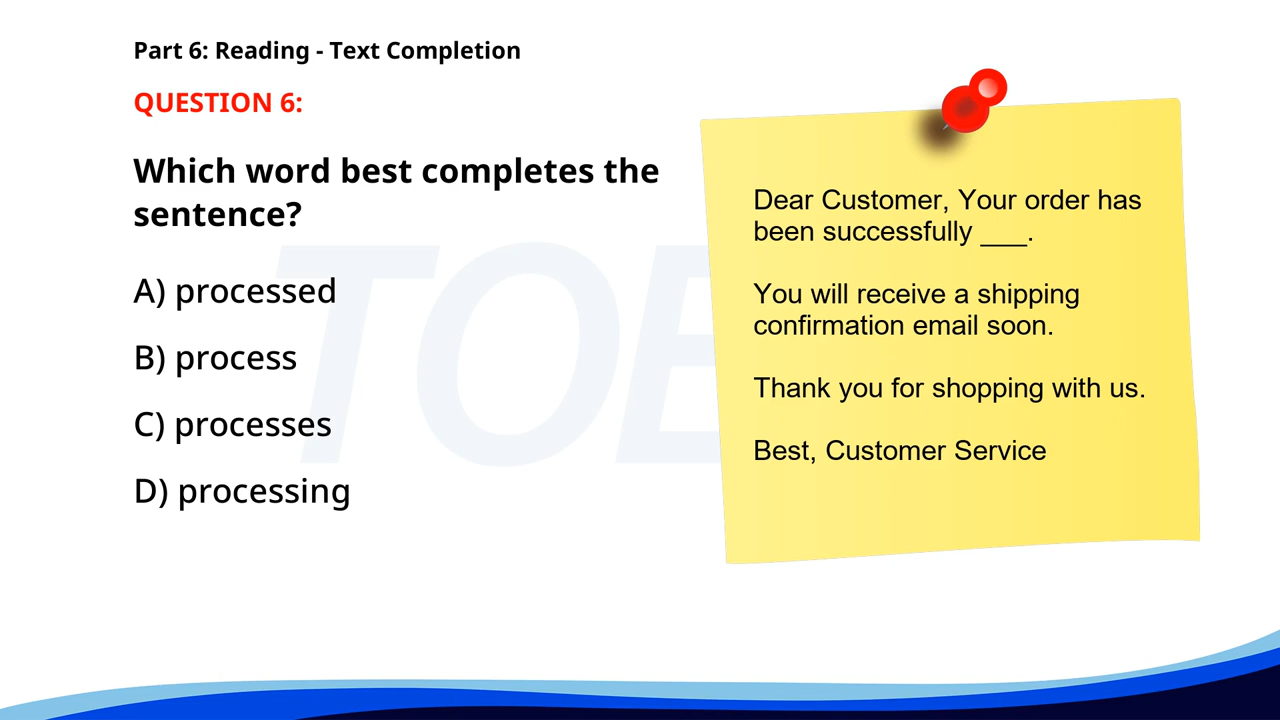 Part 6: Reading - Text Completion
QUESTION 6:
Which word best completes the
sentence?
A) processed
B) process
C) processes
D) processing
Dear Customer, Your order has
been successfully ___.
You will receive a shipping
confirmation email soon.
Thank you for shopping with us.
Best, Customer Service